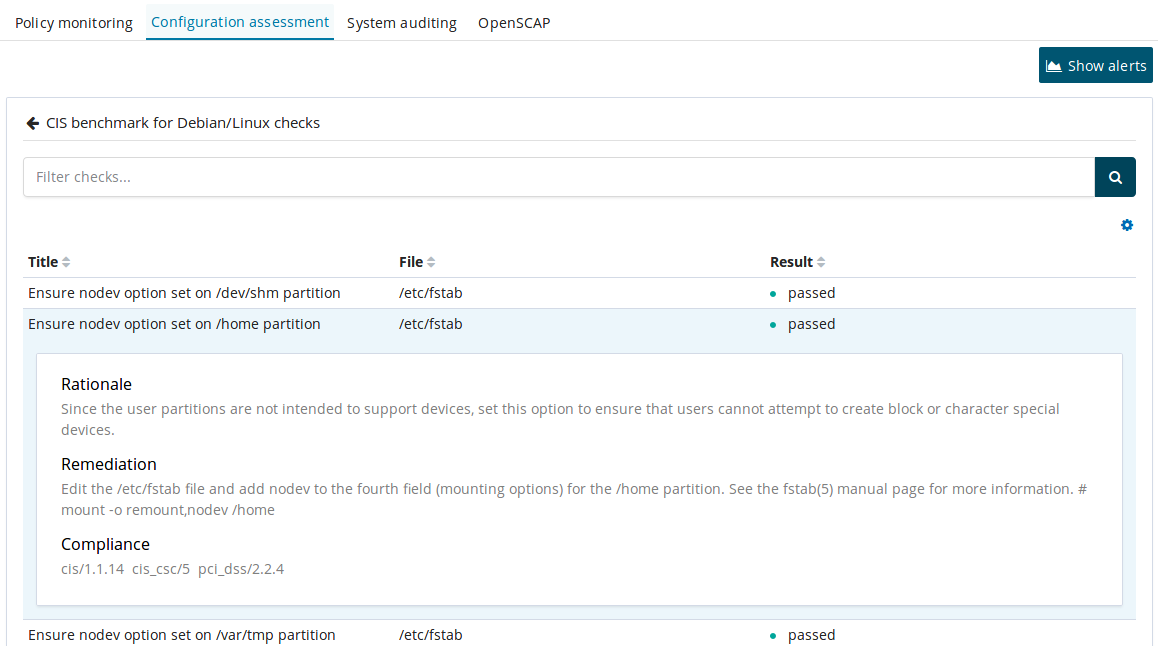 Policy monitoring Configuration assessment System auditing OpenSCAP
Show alerts
CIS benchmark for Debian/Linux checks
Filter checks...
Title File Result
Ensure nodev option set on /dev/shm partition /etc/fstab passed
Ensure nodev option set on /home partition /etc/fstab passed
Rationale
Since the user partitions are not intended to support devices, set this option to ensure that users cannot attempt to create block or character special
devices.
Remediation
Edit the /etc/fstab file and add nodev to the fourth field (mounting options) for the /home partition. See the fstab(5) manual page for more information. #
mount -o remount,nodev /home
Compliance
cis/1.1.14 cis_csc/5 pci_dss/2.2.4
Ensure nodev option set on /var/tmp partition /etc/fstab passed